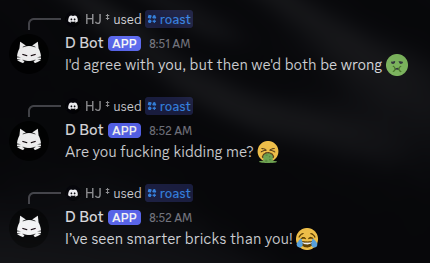 HJ ‡ used roast
D Bot APP 8:51 AM
I'd agree with you, but then we'd both be wrong 🤢
HJ ‡ used roast
D Bot APP 8:52 AM
Are you fucking kidding me? 🤮
HJ ‡ used roast
D Bot APP 8:52 AM
I've seen smarter bricks than you! 😂